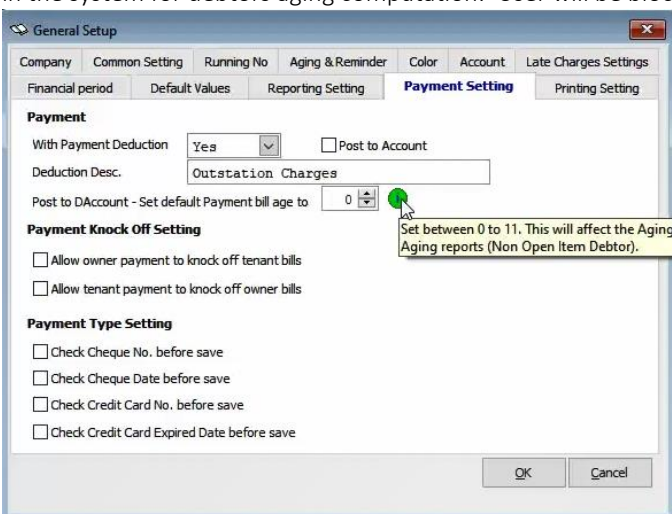 in the system for debtors aging computation. User will be
General Setup
Company Common Setting Running No Aging & Reminder Color Account Late Charges Settings
Financial period Default Values Reporting Setting Payment Setting Printing Setting
Payment
With Payment Deduction Yes Post to Account
Deduction Desc. Outstation Charges
Post to DAccount - Set default Payment bill age to 0
Set between 0 to 11. This will affect the Aging
Aging reports (Non Open Item Debtor).
Payment Knock Off Setting
Allow owner payment to knock off tenant bills
Allow tenant payment to knock off owner bills
Payment Type Setting
Check Cheque No. before save
Check Cheque Date before save
Check Credit Card No. before save
Check Credit Card Expired Date before save
OK Cancel